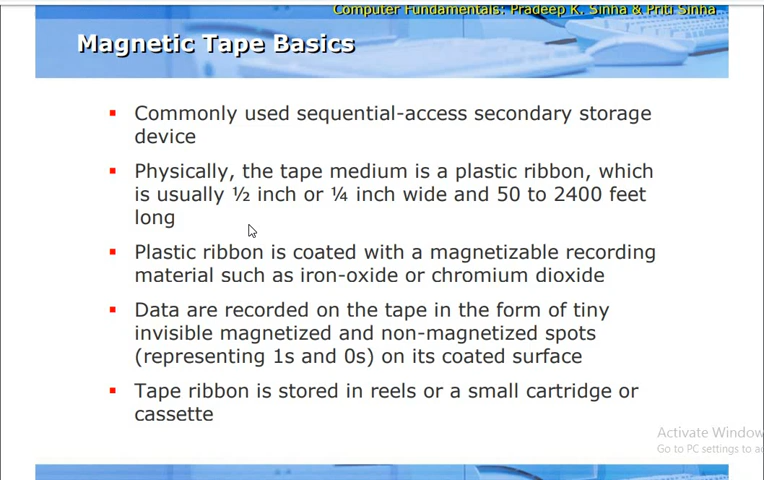 Computer Fundamentals: Pradeep K. Sinha & Priti Sinha
Magnetic Tape Basics
Commonly used sequential-access secondary storage
device
Physically, the tape medium is a plastic ribbon, which
is usually ½ inch or ¼ inch wide and 50 to 2400 feet
long
Plastic ribbon is coated with a magnetizable recording
material such as iron-oxide or chromium dioxide
Data are recorded on the tape in the form of tiny
invisible magnetized and non-magnetized spots
(representing 1s and 0s) on its coated surface
Tape ribbon is stored in reels or a small cartridge or
cassette
Activate Window
Go to PC settings to a